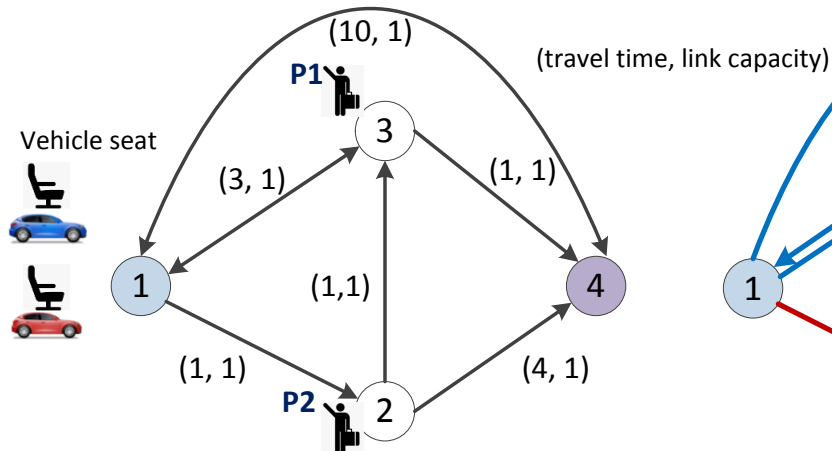 (10, 1)
(travel time, link capacity)
P1
3
Vehicle seat
(3, 1)
(1, 1)
1
(1,1)
4
1
(1, 1)
(4, 1)
P2
2